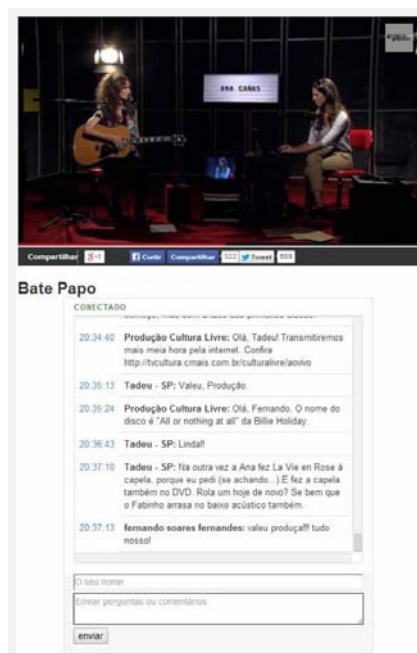 ANA CAÑAS
Compartilhar
g+1
Curtir
Compartilhar
522
Tweet
609
Bate Papo
CONECTADO
20:34:40 Produção Cultura Livre: Olá, Tadeu! Transmitiremos
mais meia hora pela internet. Confira
http://tvcultura.cmais.com.br/culturalivre/aovivo
20:35:13 Tadeu - SP: Valeu, Produção.
20:35:24 Produção Cultura Livre: Olá, Fernando. O nome do
disco é "All or nothing at all" da Billie Holiday.
20:36:43 Tadeu - SP: Linda!!
20:37:10 Tadeu - SP: Na outra vez a Ana fez La Vie en Rose à
capela, porque eu pedi (se achando...).E fez a capela
também no DVD. Rola um hoje de novo? Se bem que
o Fabinho arrasa no baixo acústico também.
20:37:13 fernando soares fernandes: valeu produça!!! tudo
nosso!
O seu nome
Enviar perguntas ou comentários
enviar